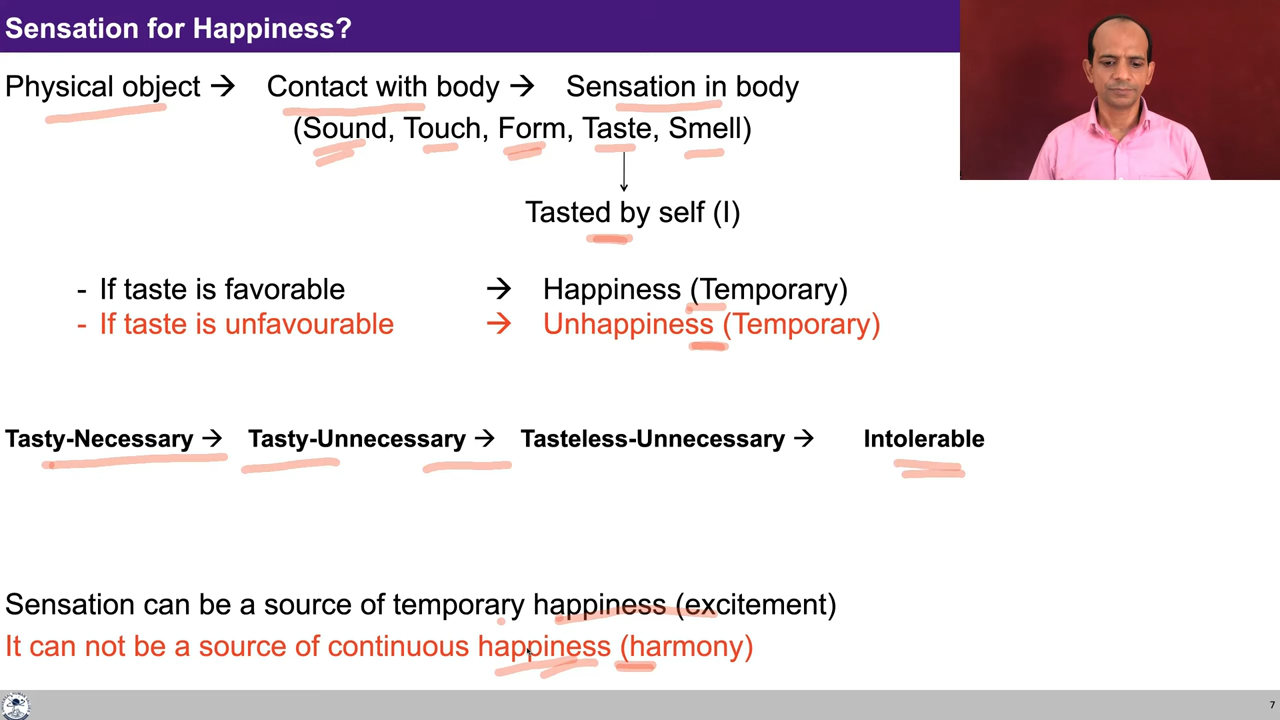 Sensation for Happiness?
Physical object → Contact with body → Sensation in body
(Sound, Touch, Form, Taste, Smell)
Tasted by self (I)
- If taste is favorable → Happiness (Temporary)
- If taste is unfavourable → Unhappiness (Temporary)
Tasty-Necessary → Tasty-Unnecessary → Tasteless-Unnecessary → Intolerable
Sensation can be a source of temporary happiness (excitement)
It can not be a source of continuous happiness (harmony)
7